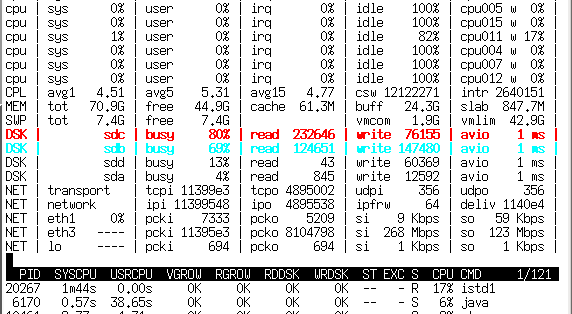 cpu | sys 0% | user 0% | irq 0% | idle 100% | cpu005 w 0% |
cpu | sys 0% | user 0% | irq 0% | idle 100% | cpu015 w 0% |
cpu | sys 1% | user 0% | irq 0% | idle 82% | cpu011 w 17% |
cpu | sys 0% | user 0% | irq 0% | idle 100% | cpu004 w 0% |
cpu | sys 0% | user 0% | irq 0% | idle 100% | cpu007 w 0% |
cpu | sys 0% | user 0% | irq 0% | idle 100% | cpu012 w 0% |
CPL | avg1 4.51 | avg5 5.31 | avg15 4.77 | csw 12122271 | intr 2640151 |
MEM | tot 70.9G | free 44.9G | cache 61.3M | buff 24.3G | slab 847.7M |
SWP | tot 7.4G | free 7.4G | | vmcom 1.9G | vmlim 42.9G |
DSK | sdc | busy 80% | read 232646 | write 76155 | avio 1 ms |
DSK | sdb | busy 69% | read 124651 | write 147480 | avio 1 ms |
DSK | sdd | busy 13% | read 43 | write 60369 | avio 1 ms |
DSK | sda | busy 4% | read 845 | write 12592 | avio 1 ms |
NET | transport | tcpi 11399e3 | tcpo 4895002 | udpi 356 | udpo 356 |
NET | network | ipi 11399548 | ipo 4895538 | ipfrw 64 | deliv 1140e4 |
NET | eth1 0% | pcki 7333 | pcko 5209 | si 9 Kbps | so 59 Kbps |
NET | eth3 ---- | pcki 11395e3 | pcko 8104798 | si 268 Mbps | so 123 Mbps |
NET | lo ---- | pcki 694 | pcko 694 | si 1 Kbps | so 1 Kbps |
PID SYSCPU USRCPU VGROW RGROW RDDSK WRDSK ST EXC S CPU CMD 1/121
20267 1m44s 0.00s 0K 0K 0K 0K -- - R 17% istd1
6170 0.57s 38.65s 0K 0K 0K 0K -- - S 6% java